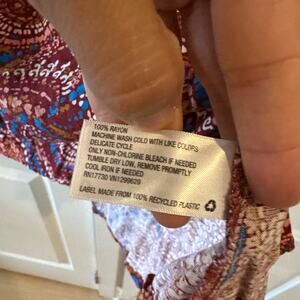 100% RAYON
MACHINE WASH COLD WITH LIKE COLORS
DELICATE CYCLE
ONLY NON-CHLORINE BLEACH IF NEEDED
TUMBLE DRY LOW, REMOVE PROMPTLY
COOL IRON IF NEEDED
RN17730 VN1299629
LABEL MADE FROM 100% RECYCLED PLASTIC